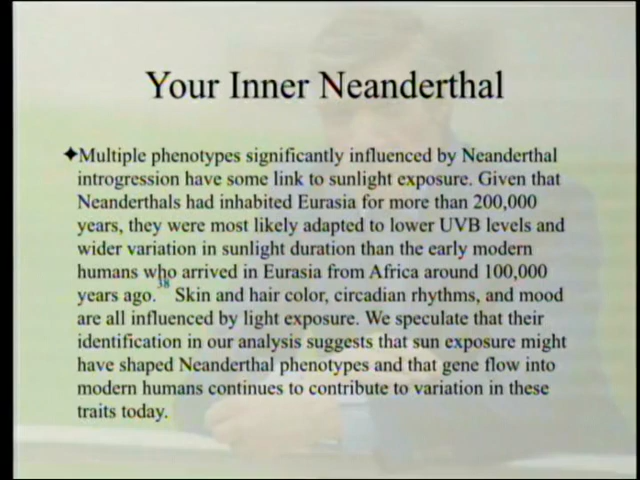 Your Inner Neanderthal
✦Multiple phenotypes significantly influenced by Neanderthal
introgression have some link to sunlight exposure. Given that
Neanderthals had inhabited Eurasia for more than 200,000
years, they were most likely adapted to lower UVB levels and
wider variation in sunlight duration than the early modern
humans who arrived in Eurasia from Africa around 100,000
years ago.38 Skin and hair color, circadian rhythms, and mood
are all influenced by light exposure. We speculate that their
identification in our analysis suggests that sun exposure might
have shaped Neanderthal phenotypes and that gene flow into
modern humans continues to contribute to variation in these
traits today.